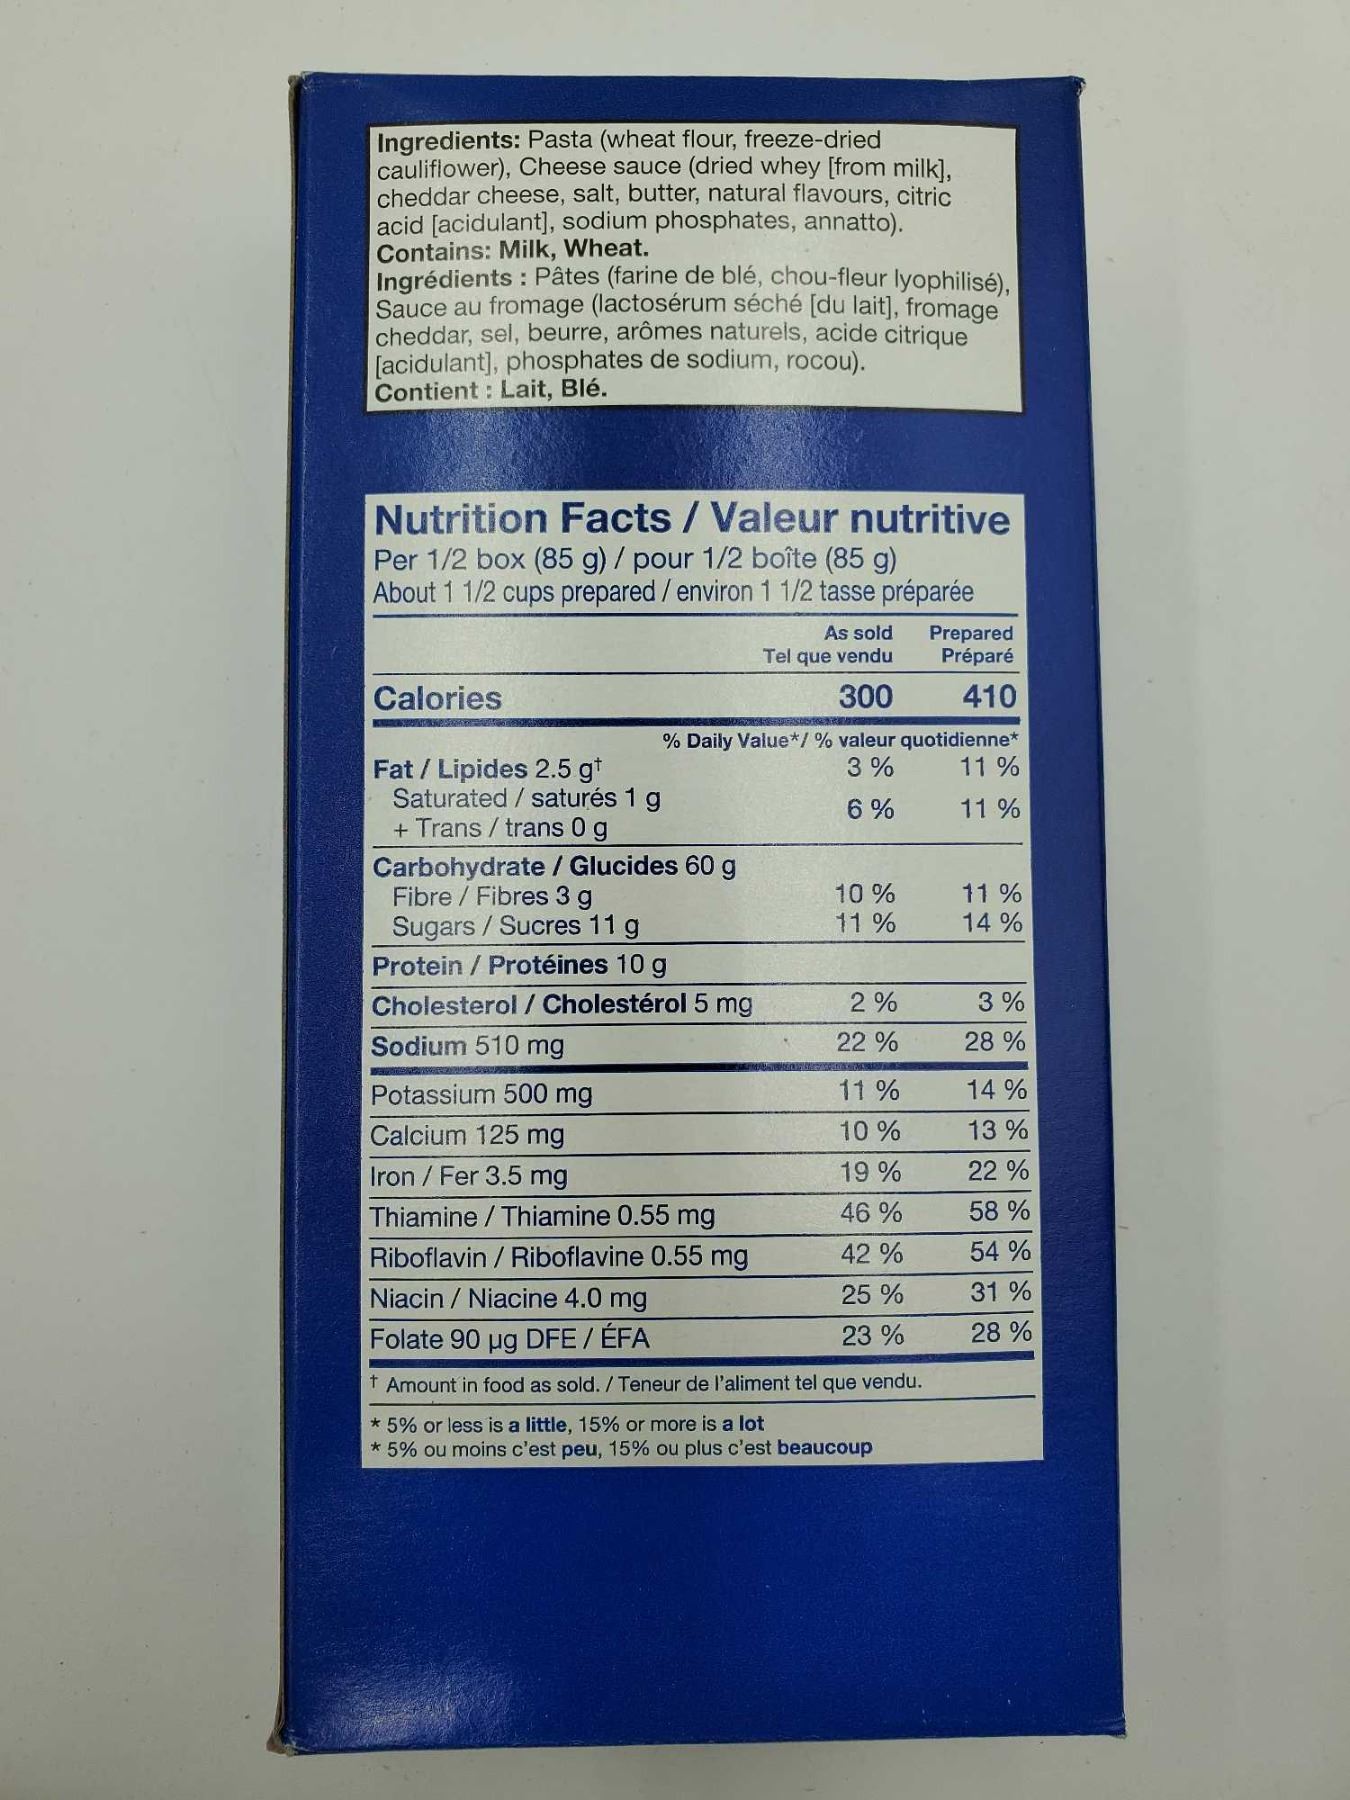 Ingredients: Pasta (wheat flour, freeze-dried
cauliflower), Cheese sauce (dried whey [from milk],
cheddar cheese, salt, butter, natural flavours, citric
acid [acidulant], sodium phosphates, annatto).
Contains: Milk, Wheat.
Ingrédients : Pâtes (farine de blé, chou-fleur lyophilisé),
Sauce au fromage (lactosérum séché [du lait], fromage
cheddar, sel, beurre, arômes naturels, acide citrique
[acidulant], phosphates de sodium, rocou).
Contient : Lait, Blé.
Nutrition Facts / Valeur nutritive
Per 1/2 box (85 g) / pour 1/2 boîte (85 g)
About 1 1/2 cups prepared / environ 1 1/2 tasse préparée
As sold Prepared
Tel que vendu Préparé
Calories 300 410
% Daily Value*/ % valeur quotidienne*
Fat / Lipides 2.5 g† 3 % 11 %
Saturated / saturés 1 g
+ Trans / trans 0 g 6 % 11 %
Carbohydrate / Glucides 60 g
Fibre / Fibres 3 g 10 % 11 %
Sugars / Sucres 11 g 11 % 14 %
Protein / Protéines 10 g
Cholesterol / Cholestérol 5 mg 2 % 3 %
Sodium 510 mg 22 % 28 %
Potassium 500 mg 11 % 14 %
Calcium 125 mg 10 % 13 %
Iron / Fer 3.5 mg 19 % 22 %
Thiamine / Thiamine 0.55 mg 46 % 58 %
Riboflavin / Riboflavine 0.55 mg 42 % 54 %
Niacin / Niacine 4.0 mg 25 % 31 %
Folate 90 µg DFE / ÉFA 23 % 28 %
† Amount in food as sold. / Teneur de l'aliment tel que vendu.
* 5% or less is a little, 15% or more is a lot
* 5% ou moins c'est peu, 15% ou plus c'est beaucoup